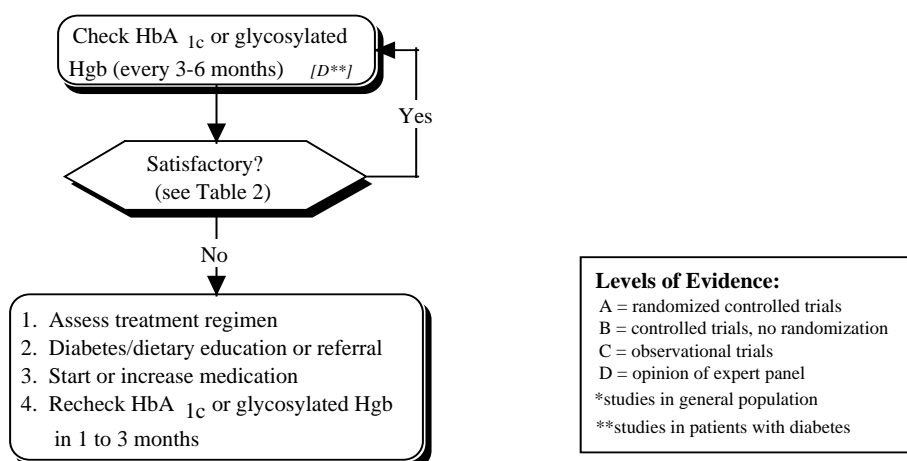 Check HbA 1c or glycosylated
Hgb (every 3-6 months) [D**]
Yes
Satisfactory?
(see Table 2)
No
1. Assess treatment regimen
2. Diabetes/dietary education or referral
3. Start or increase medication
4. Recheck HbA 1c or glycosylated Hgb
in 1 to 3 months
Levels of Evidence:
A = randomized controlled trials
B = controlled trials, no randomization
C = observational trials
D = opinion of expert panel
*studies in general population
**studies in patients with diabetes